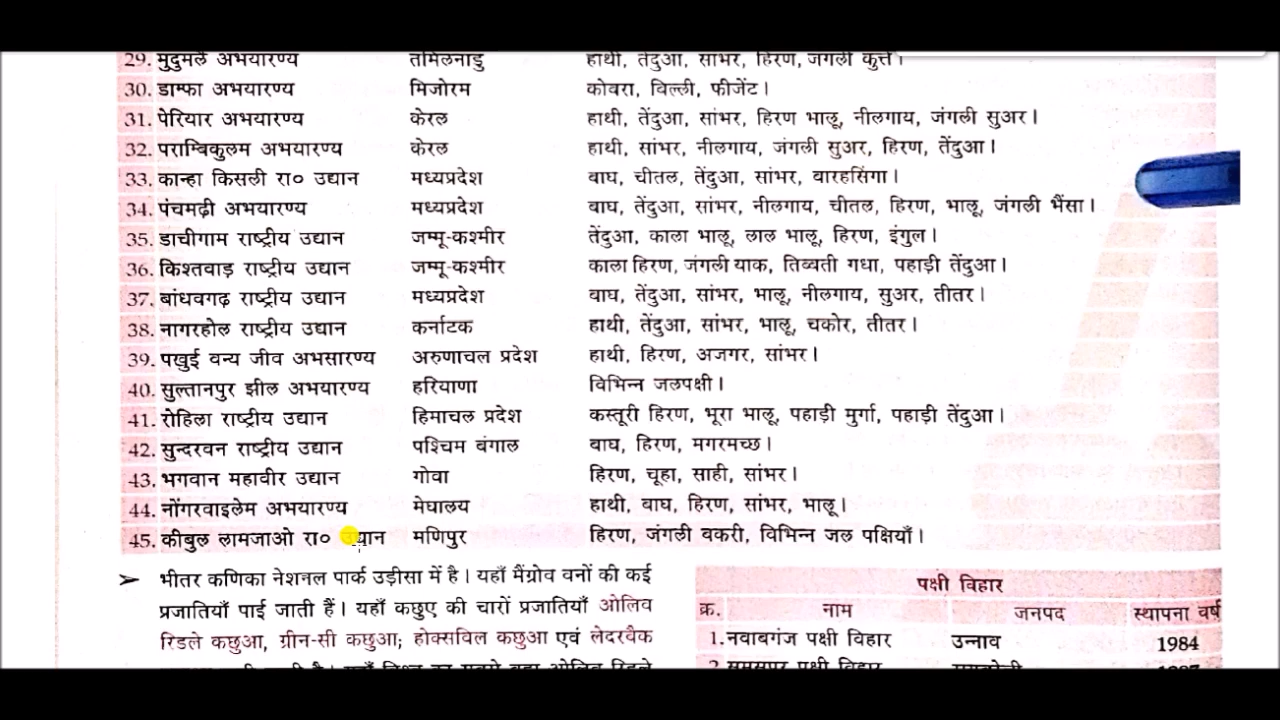 29. मुदुमलै अभयारण्य तमिलनाडु हाथी, तेंदुआ, सांभर, हिरण, जंगली कुत्ते।
30. डाम्फा अभयारण्य मिजोरम कोबरा, विल्ली, फीजेंट।
31. पेरियार अभयारण्य केरल हाथी, तेंदुआ, सांभर, हिरण भालू, नीलगाय, जंगली सुअर।
32. पराम्बिकुलम अभयारण्य केरल हाथी, सांभर, नीलगाय, जंगली सुअर, हिरण, तेंदुआ।
33. कान्हा किसली रा० उद्यान मध्यप्रदेश बाघ, चीतल, तेंदुआ, सांभर, वारहसिंगा।
34. पंचमढ़ी अभयारण्य मध्यप्रदेश बाघ, तेंदुआ, सांभर, नीलगाय, चीतल, हिरण, भालू, जंगली भैंसा।
35. डाचीगाम राष्ट्रीय उद्यान जम्मू-कश्मीर तेंदुआ, काला भालू, लाल भालू, हिरण, इंगुल।
36. किश्तवाड़ राष्ट्रीय उद्यान जम्मू-कश्मीर काला हिरण, जंगली याक, तिव्वती गधा, पहाड़ी तेंदुआ।
37. बांधवगढ़ राष्ट्रीय उद्यान मध्यप्रदेश बाघ, तेंदुआ, सांभर, भालू, नीलगाय, सुअर, तीतर।
38. नागरहोल राष्ट्रीय उद्यान कर्नाटक हाथी, तेंदुआ, सांभर, भालू, चकोर, तीतर।
39. पखुई वन्य जीव अभसारण्य अरुणाचल प्रदेश हाथी, हिरण, अजगर, सांभर।
40. सुल्तानपुर झील अभयारण्य हरियाणा विभिन्न जलपक्षी।
41. रोहिला राष्ट्रीय उद्यान हिमाचल प्रदेश कस्तूरी हिरण, भूरा भालू, पहाड़ी मुर्गा, पहाड़ी तेंदुआ।
42. सुन्दरवन राष्ट्रीय उद्यान पश्चिम बंगाल बाघ, हिरण, मगरमच्छ।
43. भगवान महावीर उद्यान गोवा हिरण, चूहा, साही, सांभर।
44. नोंगरवाइलेम अभयारण्य मेघालय हाथी, बाघ, हिरण, सांभर, भालू।
45. कीबुल लामजाओ रा० उद्यान मणिपुर हिरण, जंगली वकरी, विभिन्न जल पक्षियाँ।
➤ भीतर कणिका नेशनल पार्क उड़ीसा में है। यहाँ मैंग्रोव वनों की कई
प्रजातियाँ पाई जाती हैं। यहाँ कछुए की चारों प्रजातियाँ ओलिव
रिडले कछुआ, ग्रीन-सी कछुआ; होक्सविल कछुआ एवं लेदरवैक
पक्षी विहार
क्र. नाम जनपद स्थापना वर्ष
1. नवाबगंज पक्षी विहार उन्नाव 1984